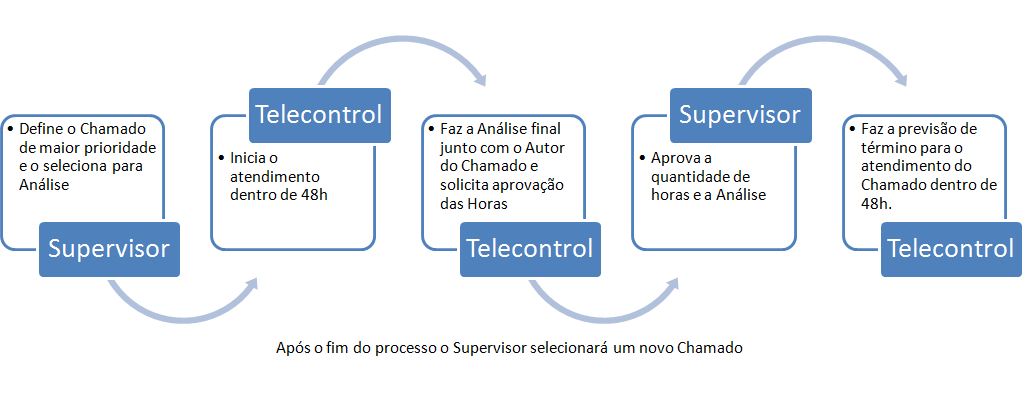 • Define o Chamado
de maior prioridade
e o seleciona para
Análise
Supervisor
Telecontrol
• Inicia o
atendimento
dentro de 48h
• Faz a Análise final
junto com o Autor
do Chamado e
solicita aprovação
das Horas
Telecontrol
Supervisor
• Aprova a
quantidade de
horas e a Análise
• Faz a previsão de
término para o
atendimento do
Chamado dentro de
48h.
Telecontrol
Após o fim do processo o Supervisor selecionará um novo Chamado